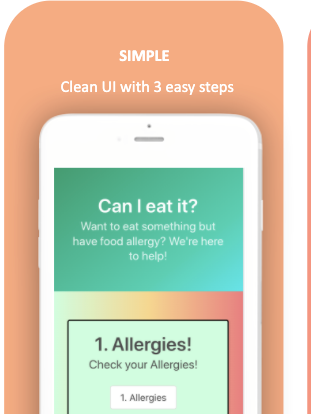 SIMPLE
Clean UI with 3 easy steps
Can I eat it?
Want to eat something but
have food allergy? We're here
to help!
1. Allergies!
Check your Allergies!
1. Allergies